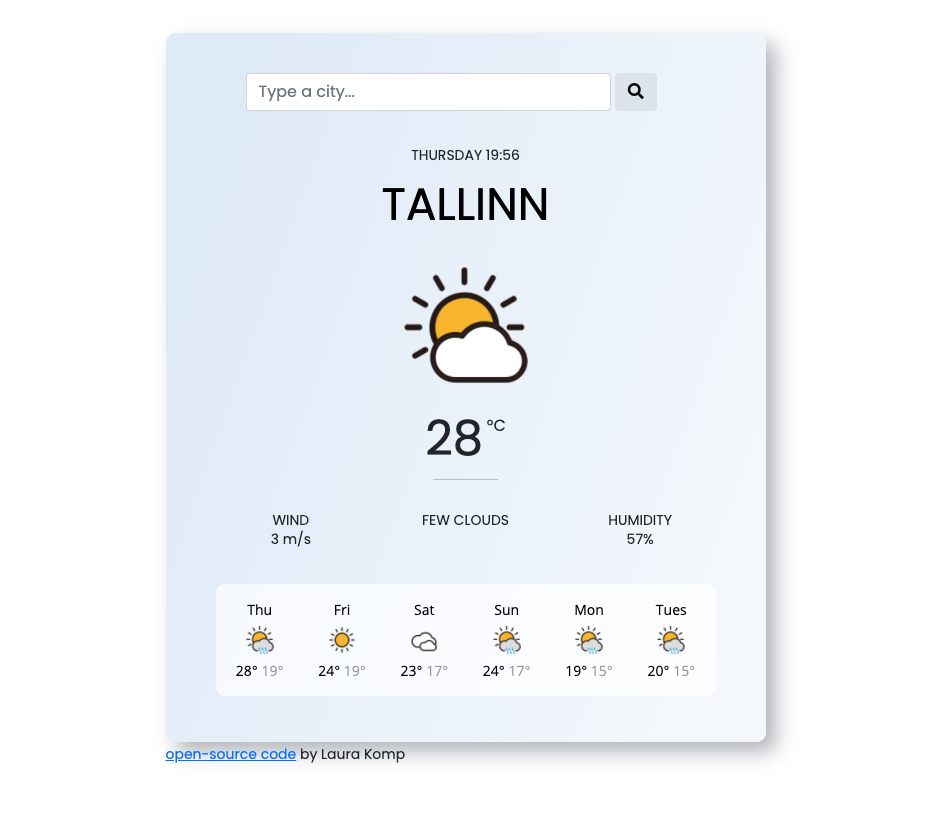 Type a city...
THURSDAY 19:56
TALLINN
28 °C
WIND FEW CLOUDS HUMIDITY
3 m/s 57%
Thu Fri Sat Sun Mon Tues
28° 19° 24° 19° 23° 17° 24° 17° 19° 15° 20° 15°
open-source code by Laura Komp